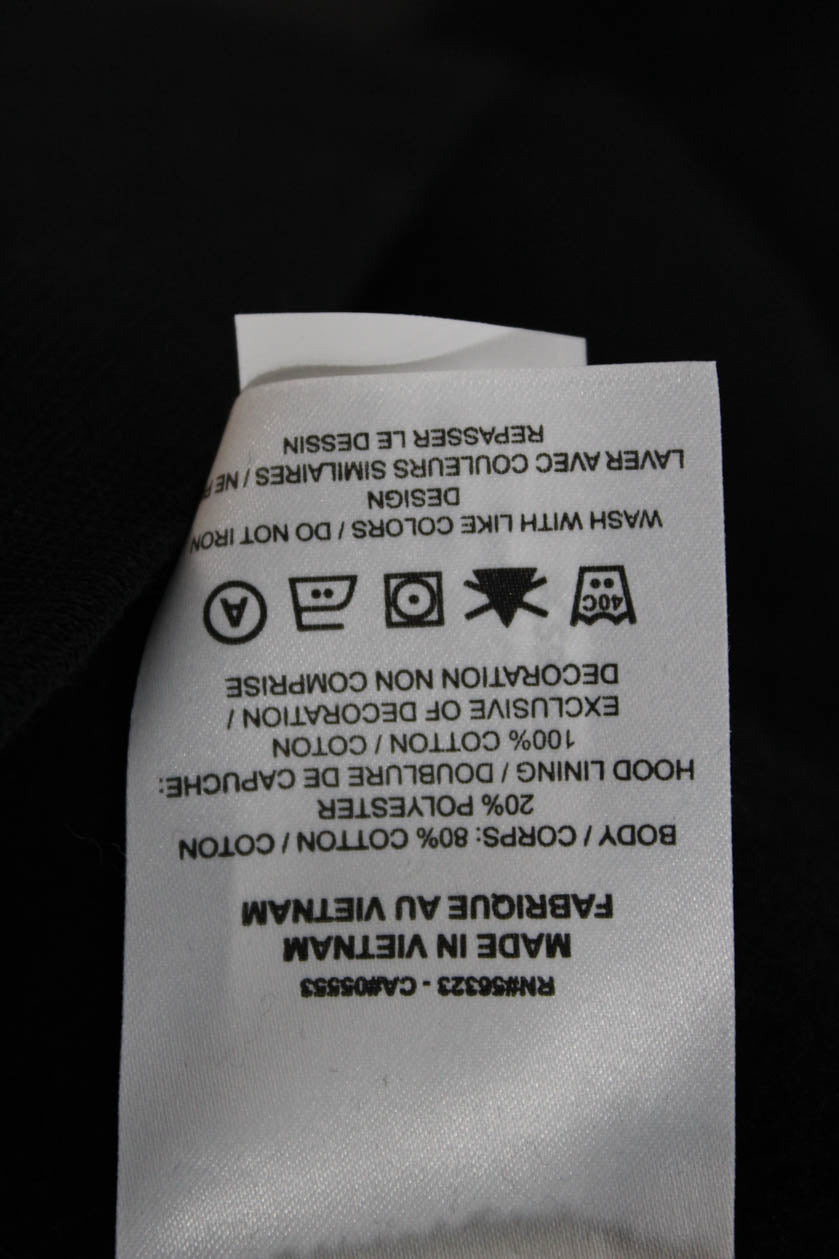 RN#56323 - CA#05553
MADE IN VIETNAM
FABRIQUE AU VIETNAM
BODY / CORPS: 80% COTTON / COTON
20% POLYESTER
HOOD LINING / DOUBLURE DE CAPUCHE:
100% COTTON / COTON
EXCLUSIVE OF DECORATION /
DECORATION NON COMPRISE
40C A
WASH WITH LIKE COLORS / DO NOT IRON
DESIGN
LAVER AVEC COULEURS SIMILAIRES / NE
REPASSER LE DESSIN